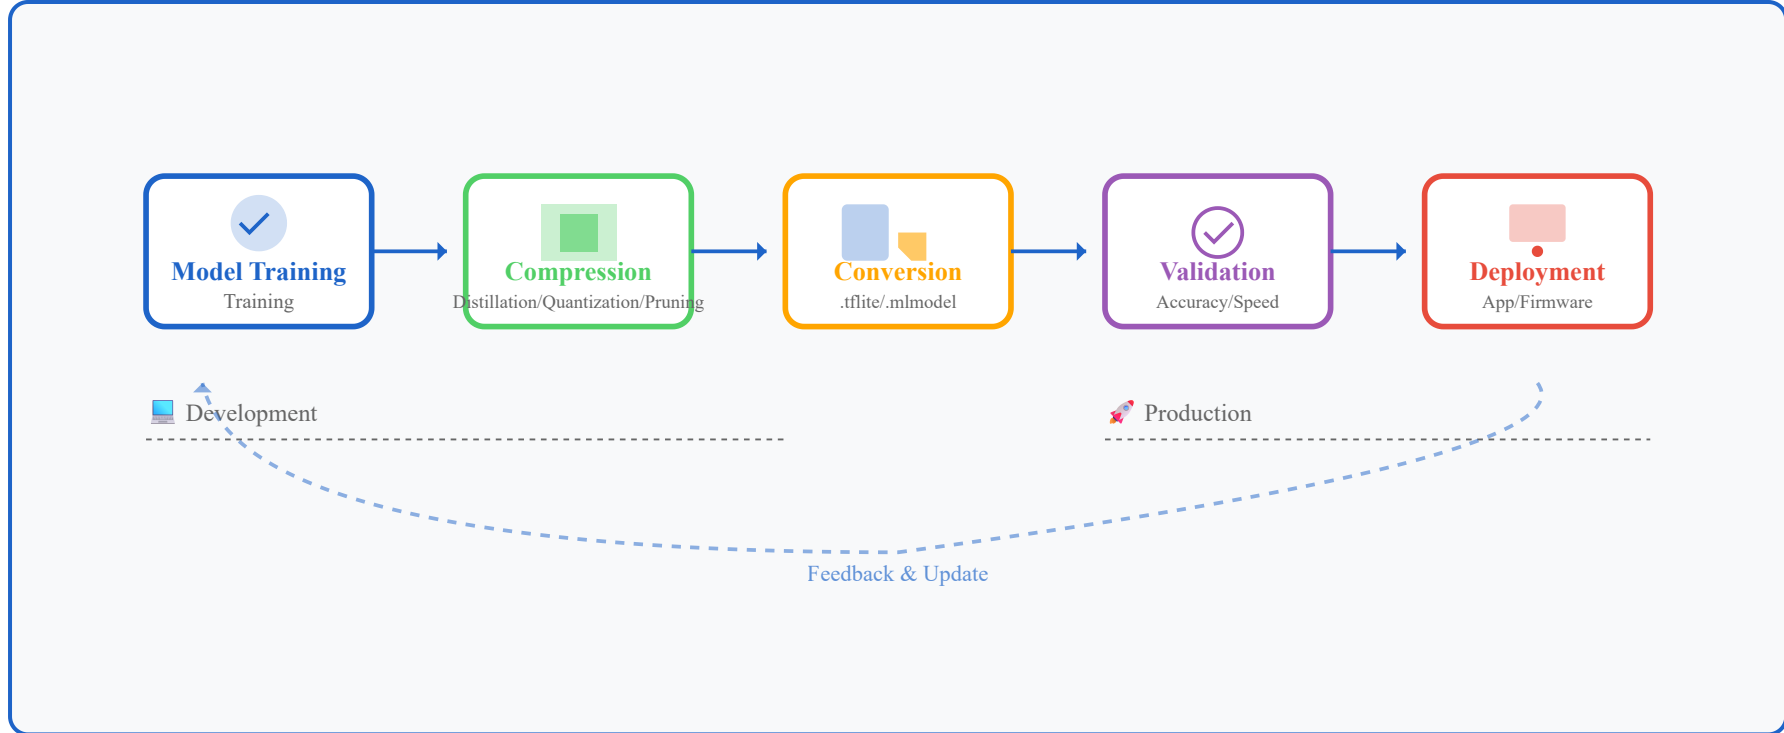 Model Training
Training
Compression
Distillation/Quantization/Pruning
Conversion
.tflite/.mlmodel
Validation
Accuracy/Speed
Deployment
App/Firmware
Development
Production
Feedback & Update